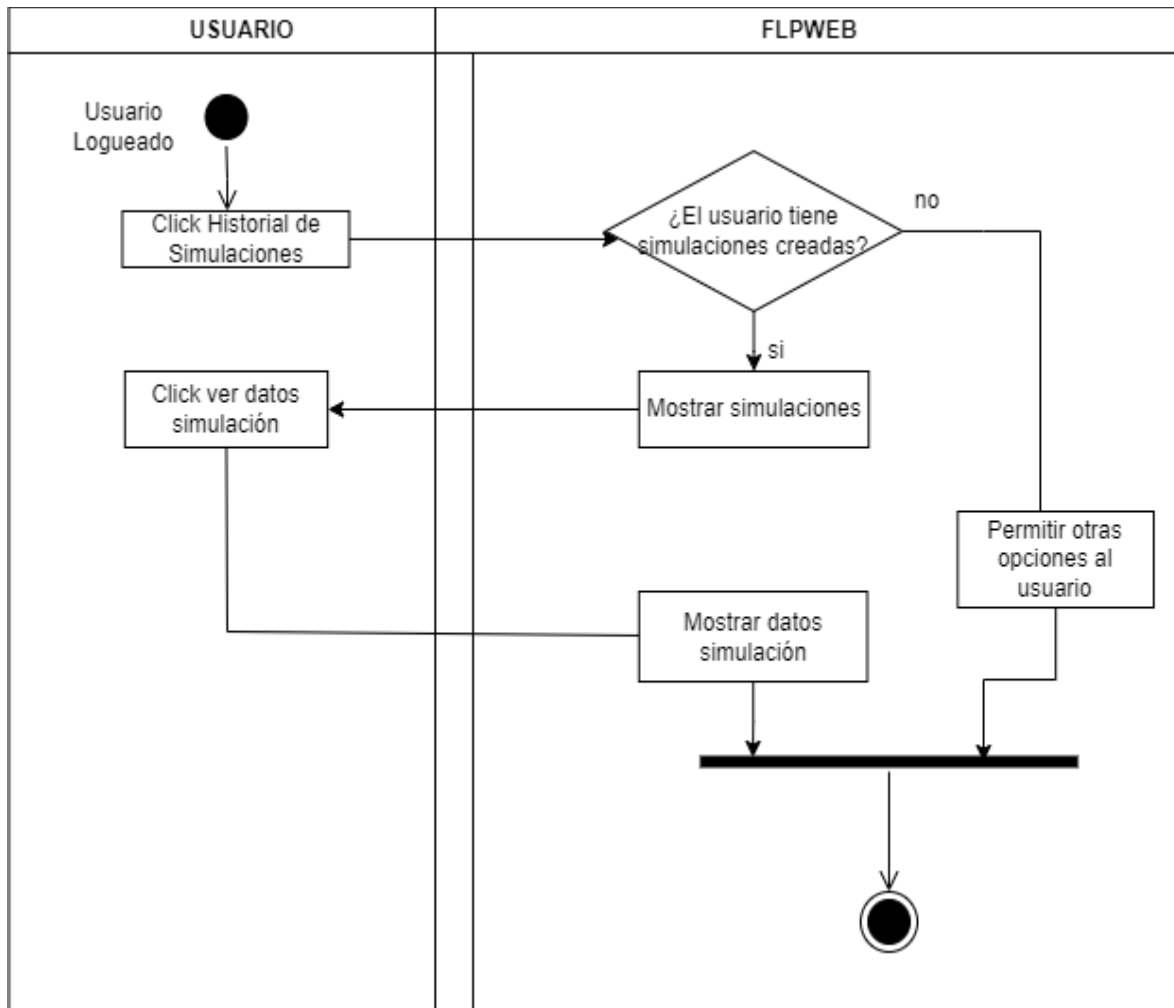 USUARIO
FLPWEB
Usuario
Logueado
Click Historial de
Simulaciones
¿El usuario tiene
simulaciones creadas?
no
si
Click ver datos
simulación
Mostrar simulaciones
Permitir otras
opciones al
usuario
Mostrar datos
simulación